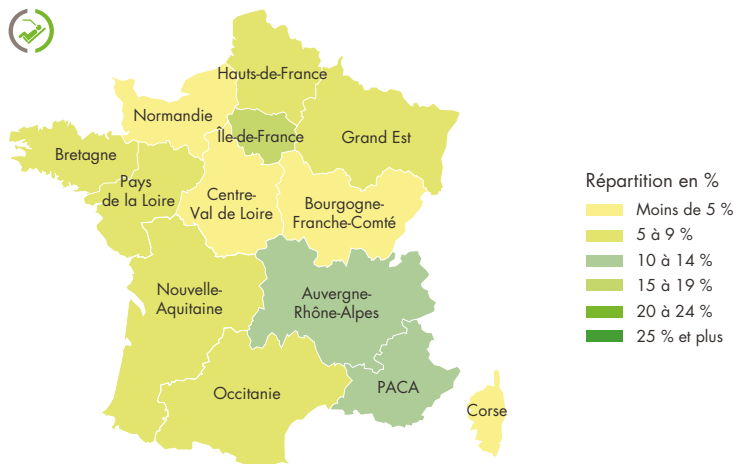 Hauts-de-France
Normandie
Île-de-France
Grand Est
Bretagne
Pays
de la Loire
Centre-
Val de Loire
Bourgogne-
Franche-Comté
Nouvelle-
Aquitaine
Auvergne-
Rhône-Alpes
Occitanie
PACA
Corse
Répartition en %
Moins de 5 %
5 à 9 %
10 à 14 %
15 à 19 %
20 à 24 %
25 % et plus